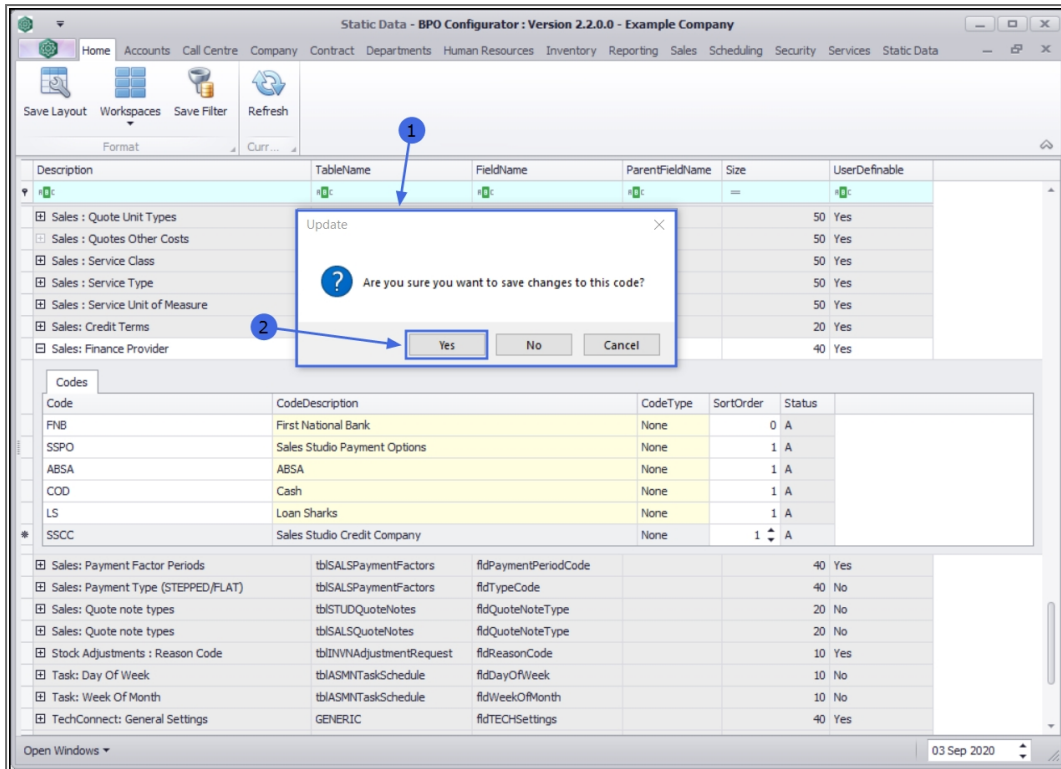 Static Data - BPO Configurator : Version 2.2.0.0 - Example Company
Home Accounts Call Centre Company Contract Departments Human Resources Inventory Reporting Sales Scheduling Security Services Static Data
Save Layout Workspaces Save Filter Refresh
Format Curr...
1
Description TableName FieldName ParentFieldName Size UserDefinable
Sales : Quote Unit Types 50 Yes
Sales : Quotes Other Costs 50 Yes
Sales : Service Class 50 Yes
Sales : Service Type 50 Yes
Sales : Service Unit of Measure 50 Yes
Sales: Credit Terms 20 Yes
Sales: Finance Provider 40 Yes
Update
Are you sure you want to save changes to this code?
2
Yes No Cancel
Codes
Code CodeDescription CodeType SortOrder Status
FNB First National Bank None 0 A
SSPO Sales Studio Payment Options None 1 A
ABSA ABSA None 1 A
COD Cash None 1 A
LS Loan Sharks None 1 A
SSCC Sales Studio Credit Company None 1 A
Sales: Payment Factor Periods tblSALSPaymentFactors fldPaymentPeriodCode 40 Yes
Sales: Payment Type (STEPPED/FLAT) tblSALSPaymentFactors fldTypeCode 40 No
Sales: Quote note types tblSTUDQuoteNotes fldQuoteNoteType 20 No
Sales: Quote note types tblSALSQuoteNotes fldQuoteNoteType 20 No
Stock Adjustments : Reason Code tblINVNAdjustmentRequest fldReasonCode 10 Yes
Task: Day Of Week tblASMNTaskSchedule fldDayOfWeek 10 No
Task: Week Of Month tblASMNTaskSchedule fldWeekOfMonth 10 No
TechConnect: General Settings GENERIC fldTECHSettings 40 Yes
Open Windows 03 Sep 2020